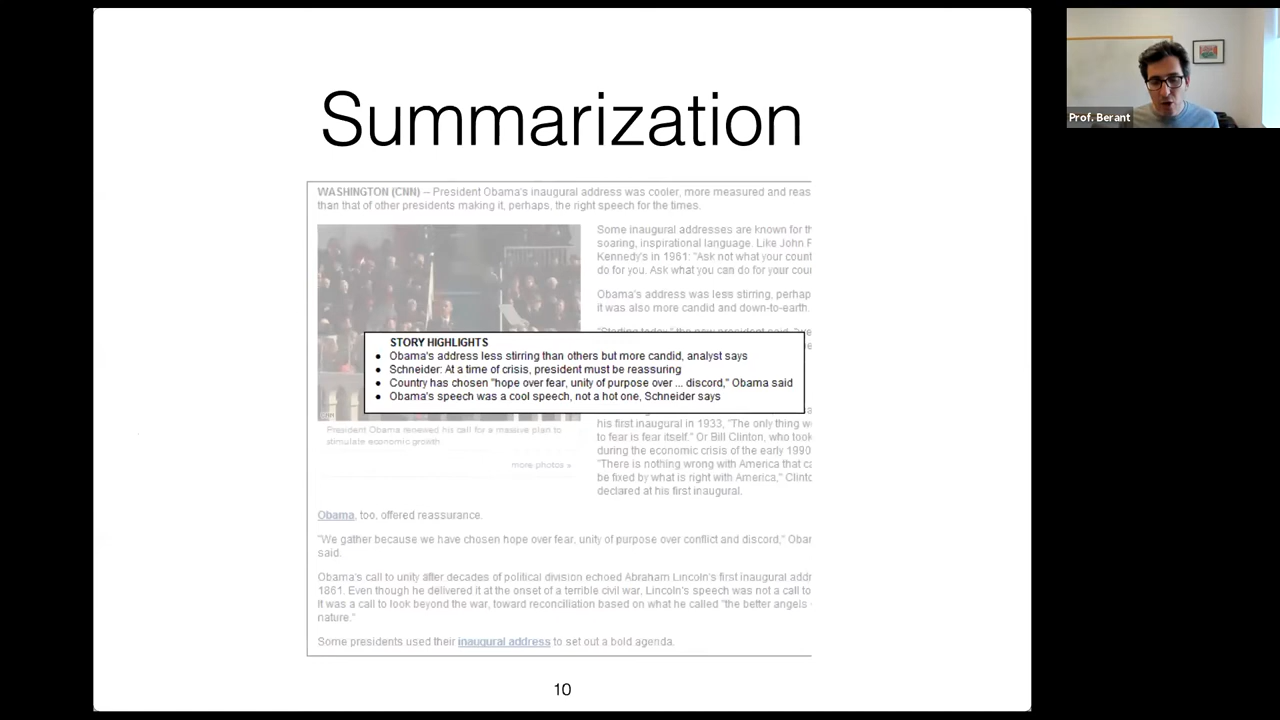 Summarization
WASHINGTON (CNN) -- President Obama's inaugural address was cooler, more measured and reas
than that of other presidents making it, perhaps, the right speech for the times.
Some inaugural addresses are known for th
soaring, inspirational language. Like John F
Kennedy's in 1961: "Ask not what your count
do for you. Ask what you can do for your cou
Obama's address was less stirring, perhap
it was also more candid and down-to-earth.
"Starting today," the new president said, "we
STORY HIGHLIGHTS
● Obama's address less stirring than others but more candid, analyst says
● Schneider: At a time of crisis, president must be reassuring
● Country has chosen "hope over fear, unity of purpose over ... discord," Obama said
● Obama's speech was a cool speech, not a hot one, Schneider says
his first inaugural in 1933, "The only thing w
to fear is fear itself." Or Bill Clinton, who took
during the economic crisis of the early 1990
"There is nothing wrong with America that ca
be fixed by what is right with America," Clinto
declared at his first inaugural.
President Obama renewed his call for a massive plan to
stimulate economic growth.
more photos »
Obama, too, offered reassurance.
"We gather because we have chosen hope over fear, unity of purpose over conflict and discord," Obar
said.
Obama's call to unity after decades of political division echoed Abraham Lincoln's first inaugural addr
1861. Even though he delivered it at the onset of a terrible civil war, Lincoln's speech was not a call to
It was a call to look beyond the war, toward reconciliation based on what he called "the better angels
nature."
Some presidents used their inaugural address to set out a bold agenda.
10
Prof. Berant